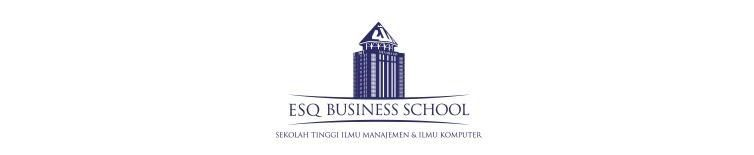 ESQ BUSINESS SCHOOL
SEKOLAH TINGGI ILMU MANAJEMEN & ILMU KOMPUTER